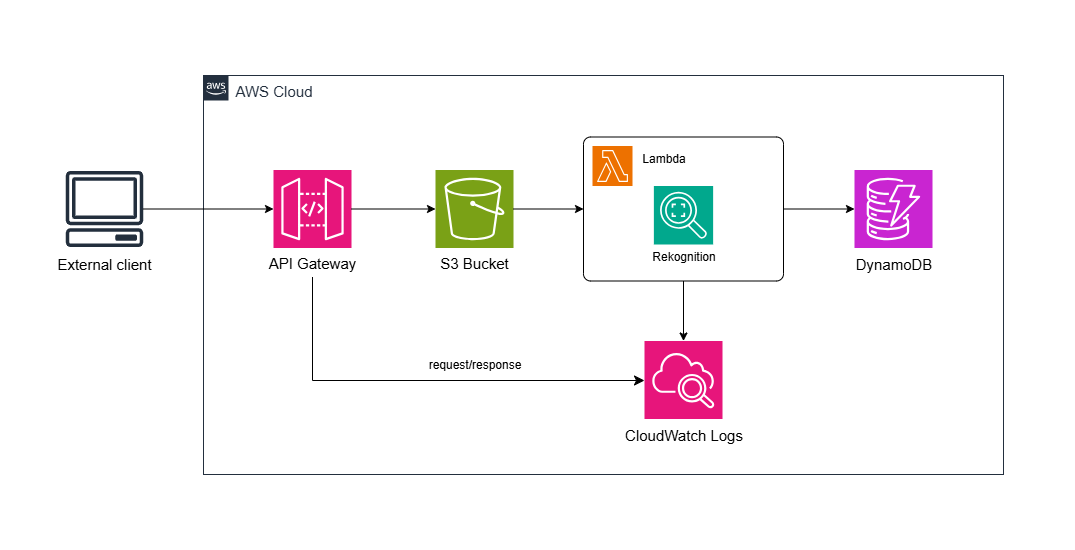 aws
AWS Cloud
Lambda
Rekognition
External client
API Gateway
</>
S3 Bucket
DynamoDB
request/response
CloudWatch Logs